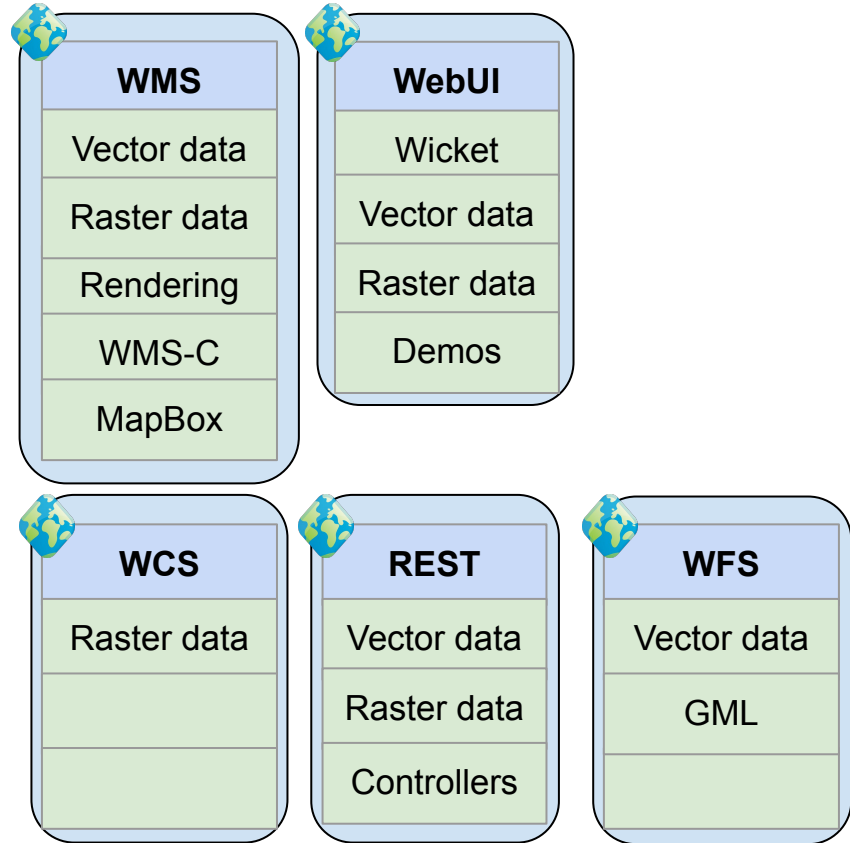 WMS
Vector data
Raster data
Rendering
WMS-C
MapBox
WebUI
Wicket
Vector data
Raster data
Demos
WCS
Raster data
REST
Vector data
Raster data
Controllers
WFS
Vector data
GML